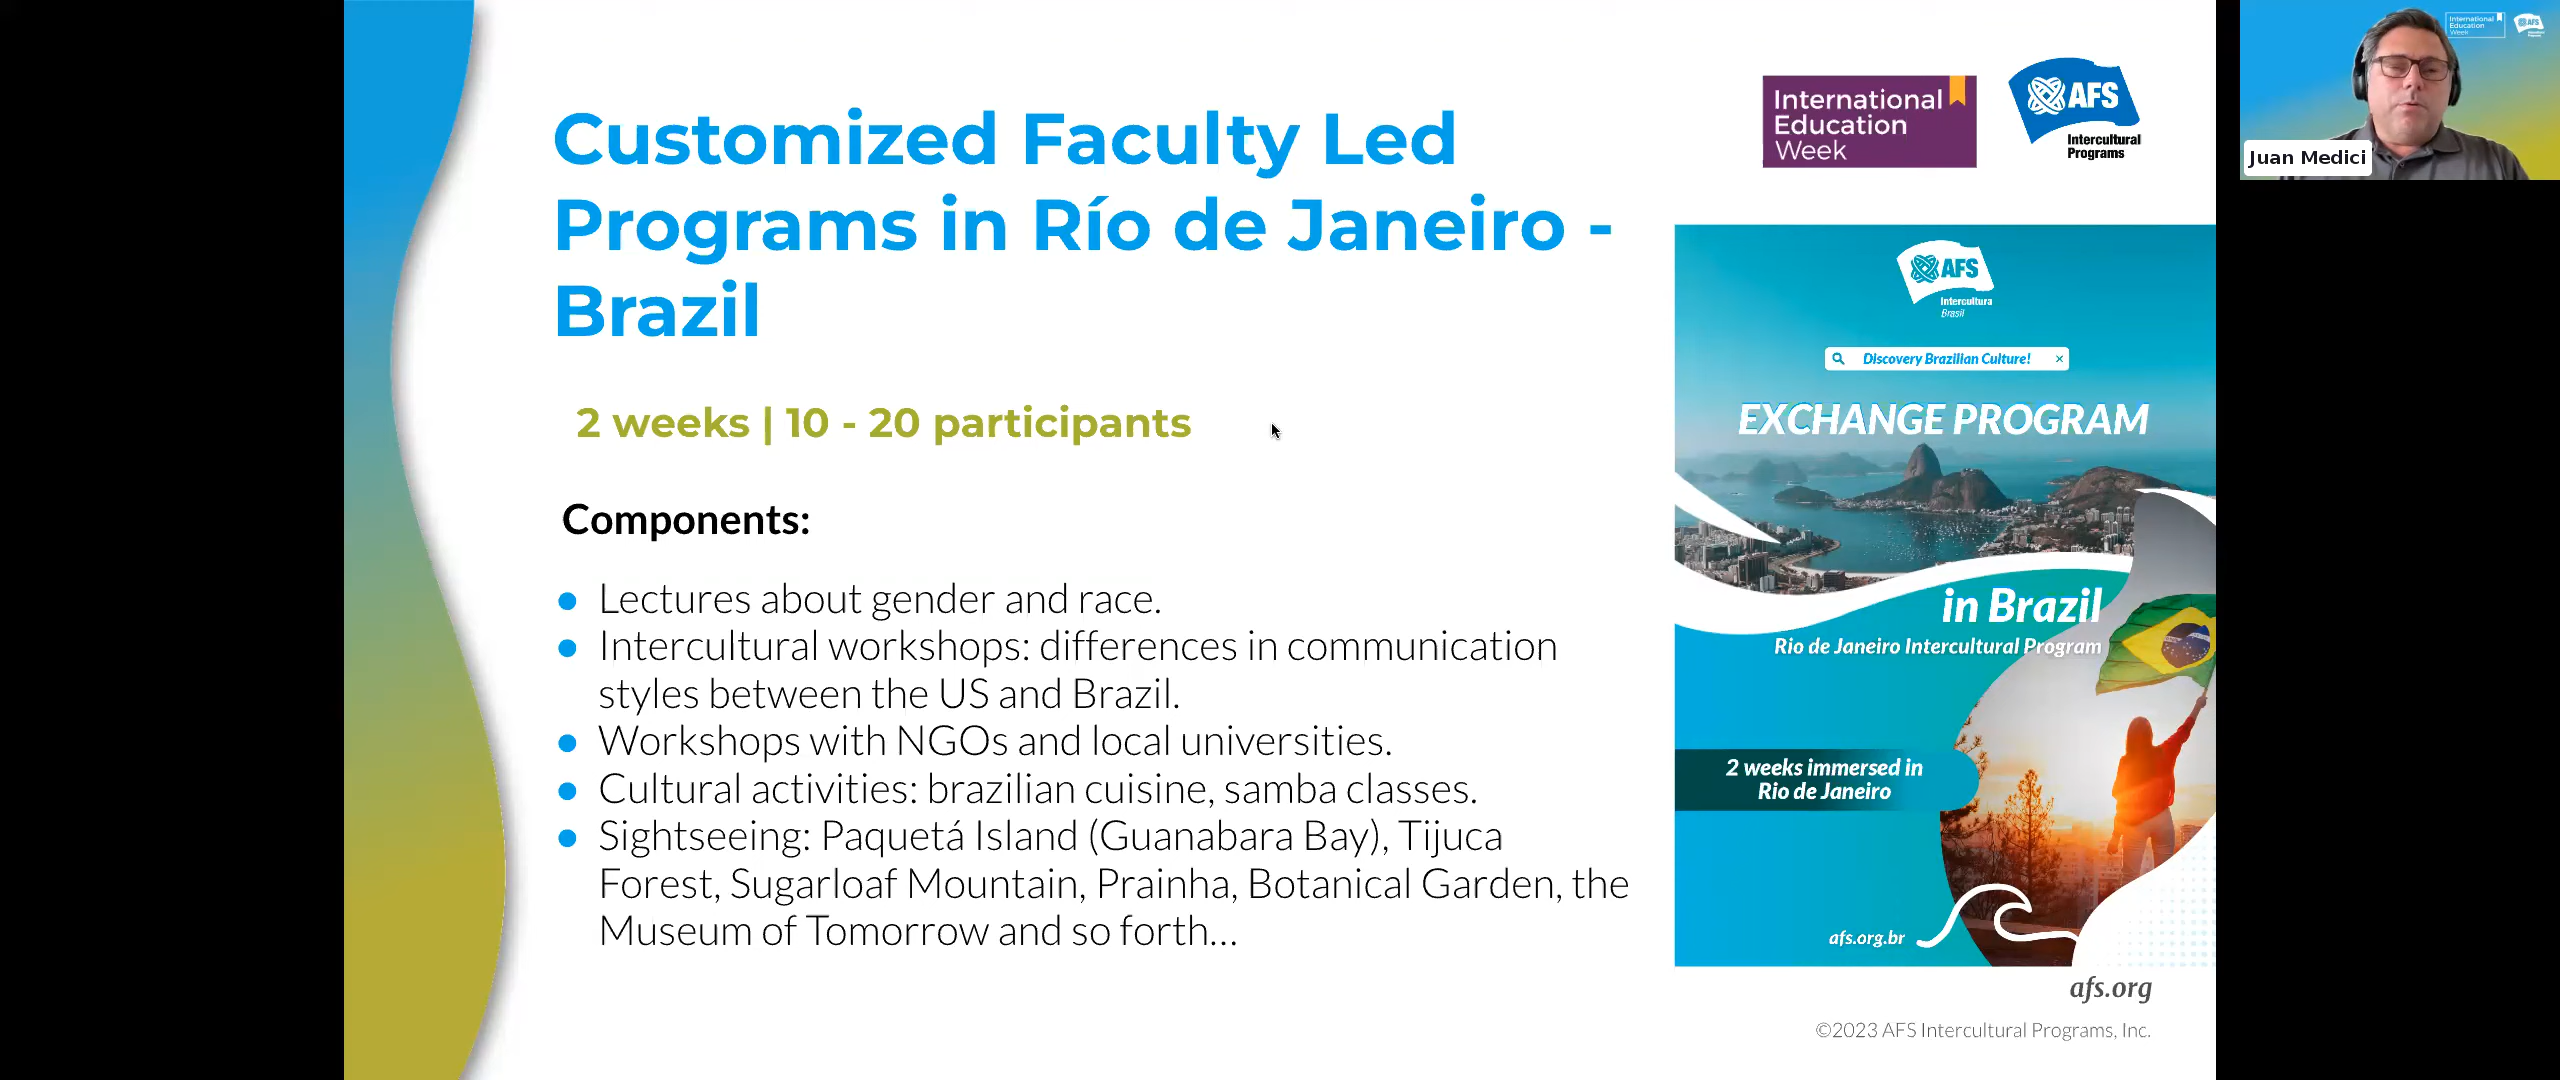 Customized Faculty Led
Programs in Río de Janeiro -
Brazil
2 weeks | 10 - 20 participants
Components:
● Lectures about gender and race.
● Intercultural workshops: differences in communication
styles between the US and Brazil.
● Workshops with NGOs and local universities.
● Cultural activities: brazilian cuisine, samba classes.
● Sightseeing: Paquetá Island (Guanabara Bay), Tijuca
Forest, Sugarloaf Mountain, Prainha, Botanical Garden, the
Museum of Tomorrow and so forth...
International
Education
Week
AFS
Intercultural
Programs
AFS
Intercultura
Brasil
Discovery Brazilian Culture!
EXCHANGE PROGRAM
in Brazil
Rio de Janeiro Intercultural Program
2 weeks immersed in
Rio de Janeiro
afs.org.br
afs.org
©2023 AFS Intercultural Programs, Inc.
International
Education
Week
AFS
Juan Medici